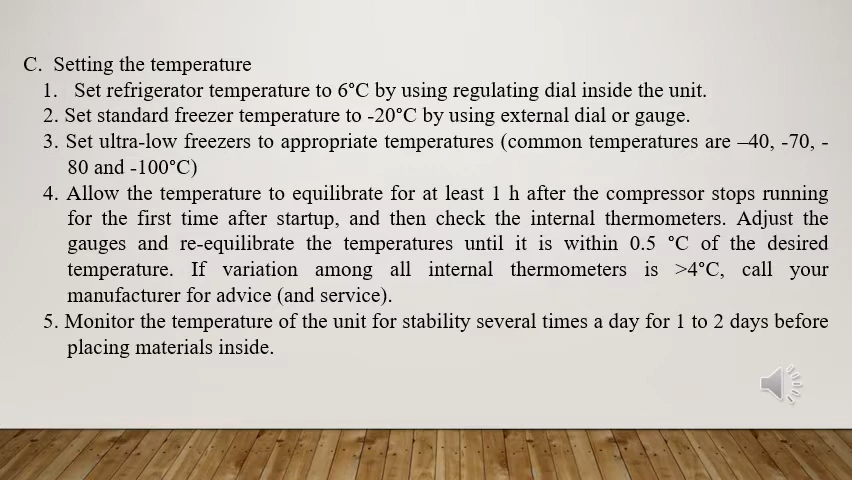 C. Setting the temperature
1. Set refrigerator temperature to 6°C by using regulating dial inside the unit.
2. Set standard freezer temperature to -20°C by using external dial or gauge.
3. Set ultra-low freezers to appropriate temperatures (common temperatures are –40, -70, -
80 and -100°C)
4. Allow the temperature to equilibrate for at least 1 h after the compressor stops running
for the first time after startup, and then check the internal thermometers. Adjust the
gauges and re-equilibrate the temperatures until it is within 0.5 °C of the desired
temperature. If variation among all internal thermometers is >4°C, call your
manufacturer for advice (and service).
5. Monitor the temperature of the unit for stability several times a day for 1 to 2 days before
placing materials inside.